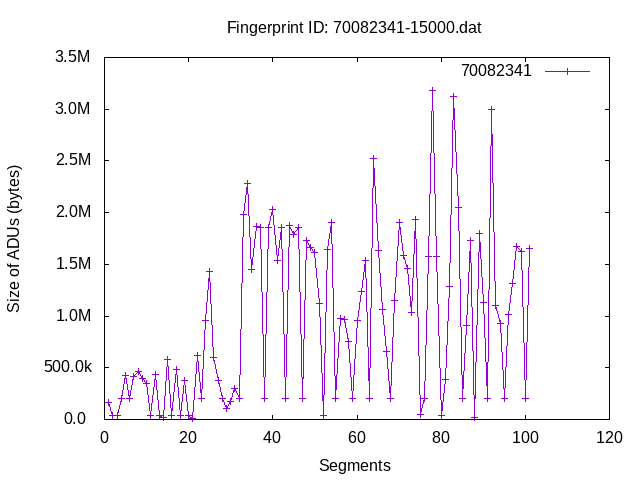 Fingerprint ID: 70082341-15000.dat
3.5M
70082341
3.0M
2.5M
2.0M
1.5M
1.0M
500.0k
0.0
Size of ADUs (bytes)
0 20 40 60 80 100 120
Segments